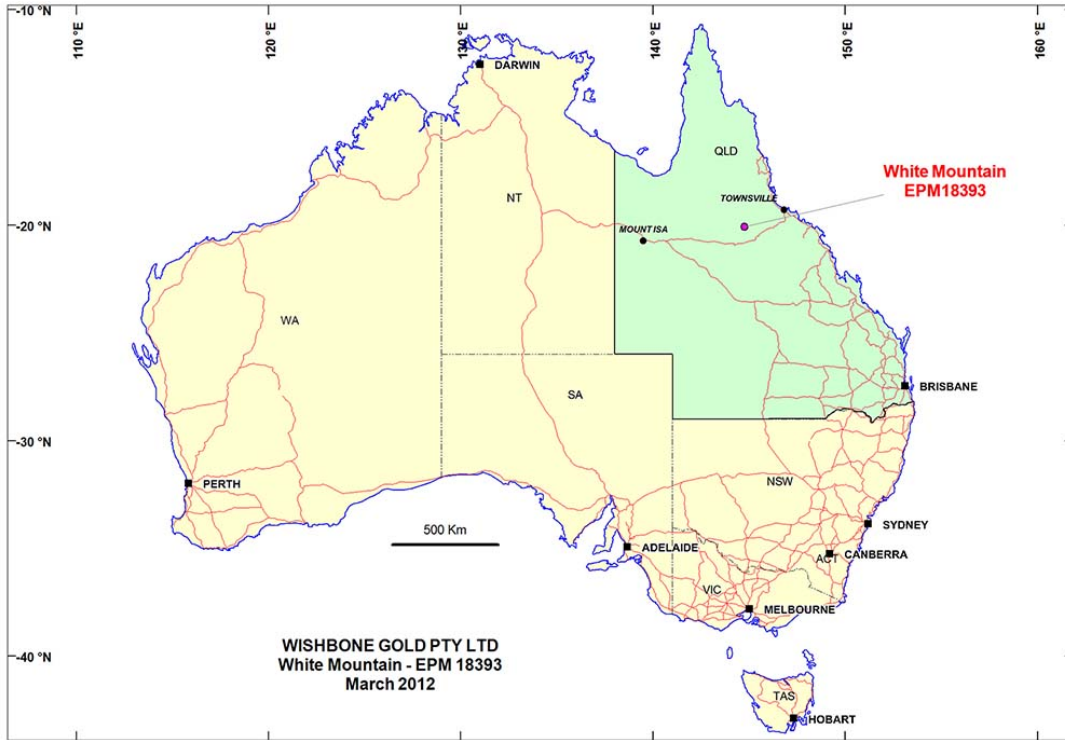 110 °E
120 °E
130 °E
140 °E
150 °E
160 °E
-10 °N
DARWIN
QLD
White Mountain
EPM18393
NT
TOWNSVILLE
-20 °N
MOUNT ISA
WA
BRISBANE
SA
-30 °N
NSW
PERTH
SYDNEY
500 Km
ADELAIDE
CANBERRA
ACT
VIC
MELBOURNE
WISHBONE GOLD PTY LTD
White Mountain - EPM 18393
March 2012
-40 °N
TAS
HOBART